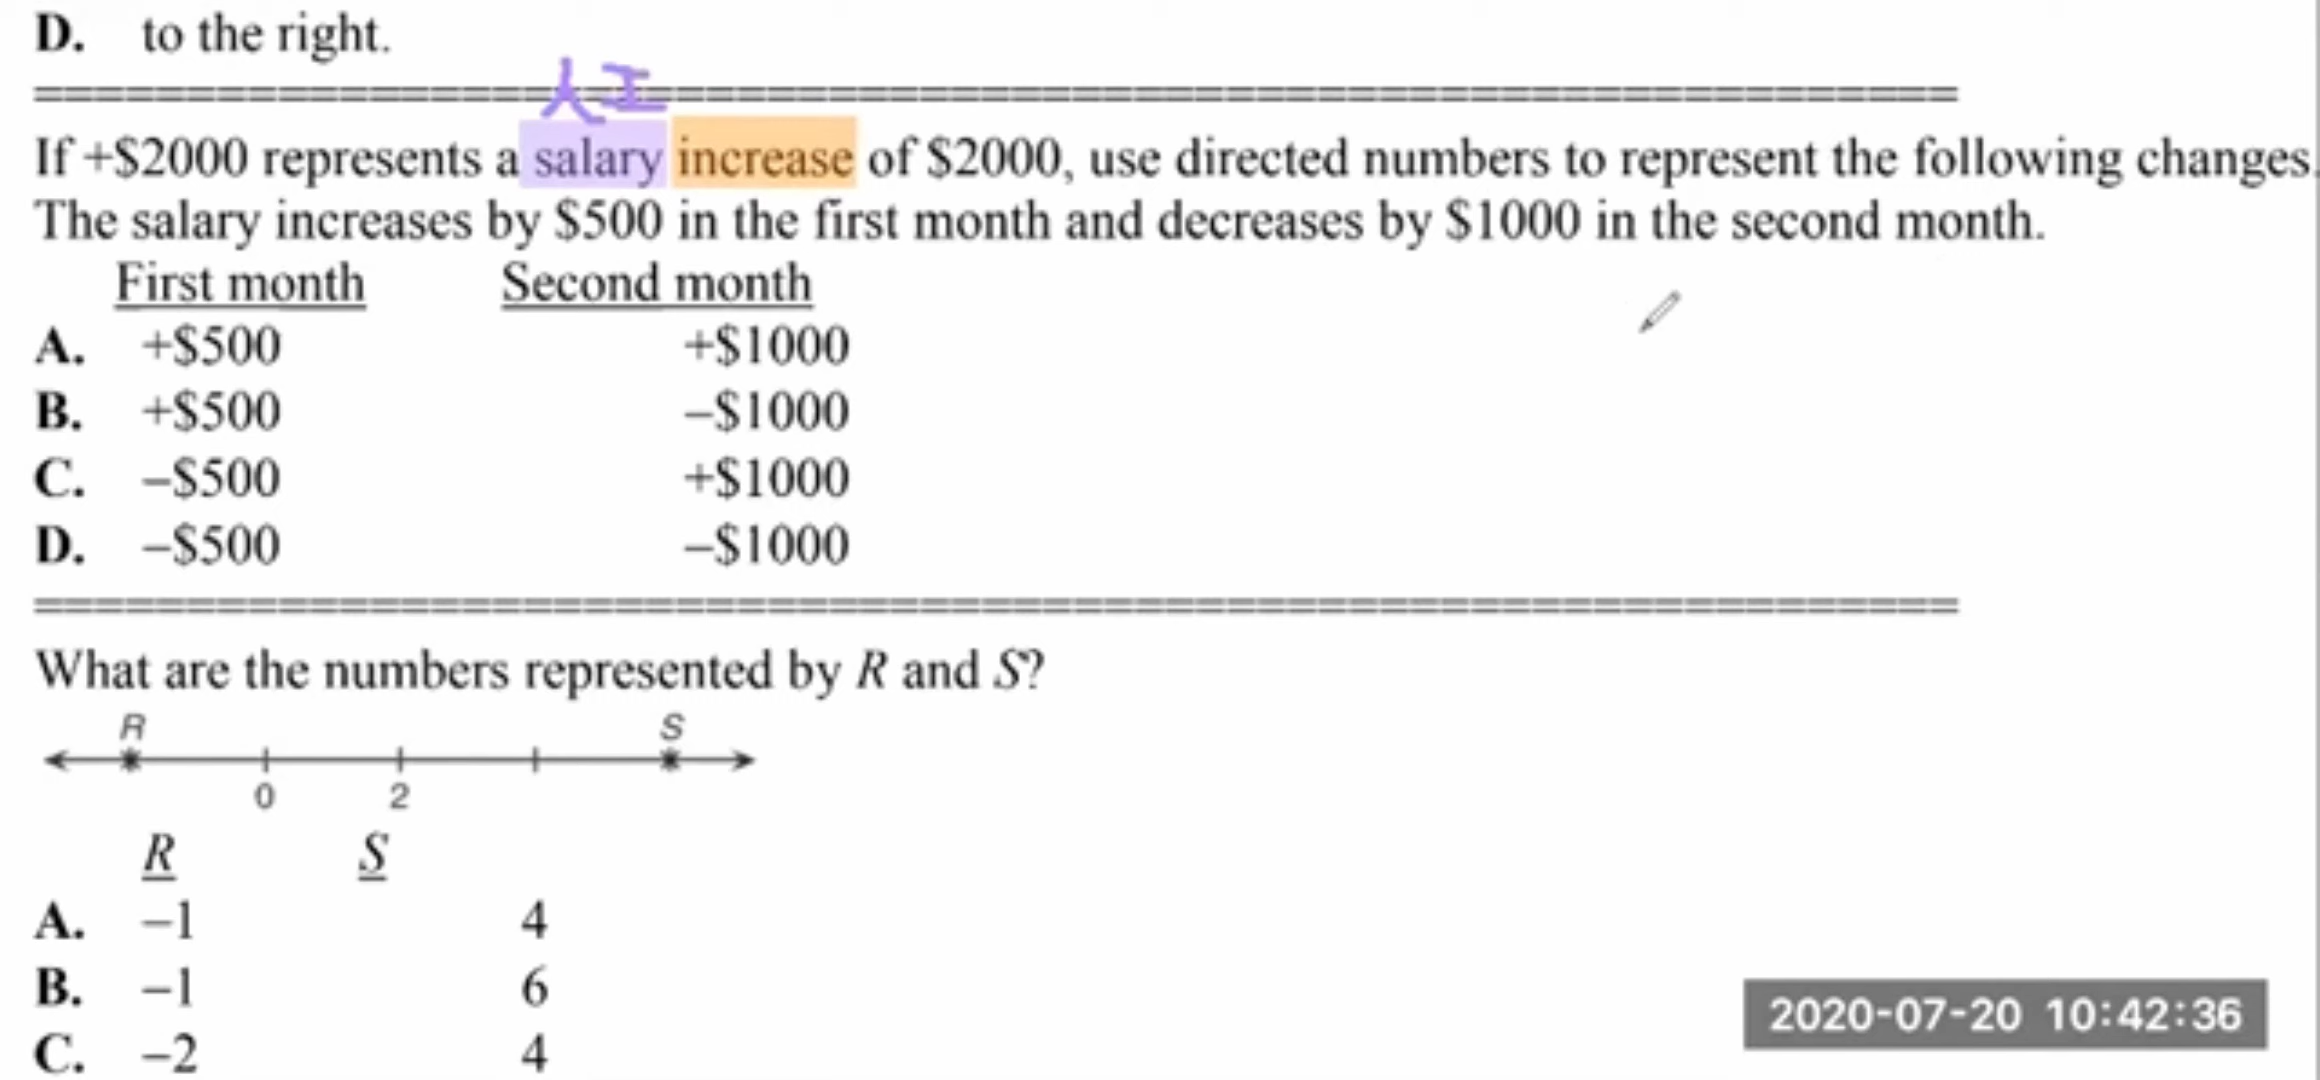 D. to the right.
人工
================================================================
If +$2000 represents a salary increase of $2000, use directed numbers to represent the following changes.
The salary increases by $500 in the first month and decreases by $1000 in the second month.
First month Second month
A. +$500 +$1000
B. +$500 –$1000
C. –$500 +$1000
D. –$500 –$1000
================================================================
What are the numbers represented by R and S?
R S
0 2
R S
A. –1 4
B. –1 6
C. –2 4
2020-07-20 10:42:36